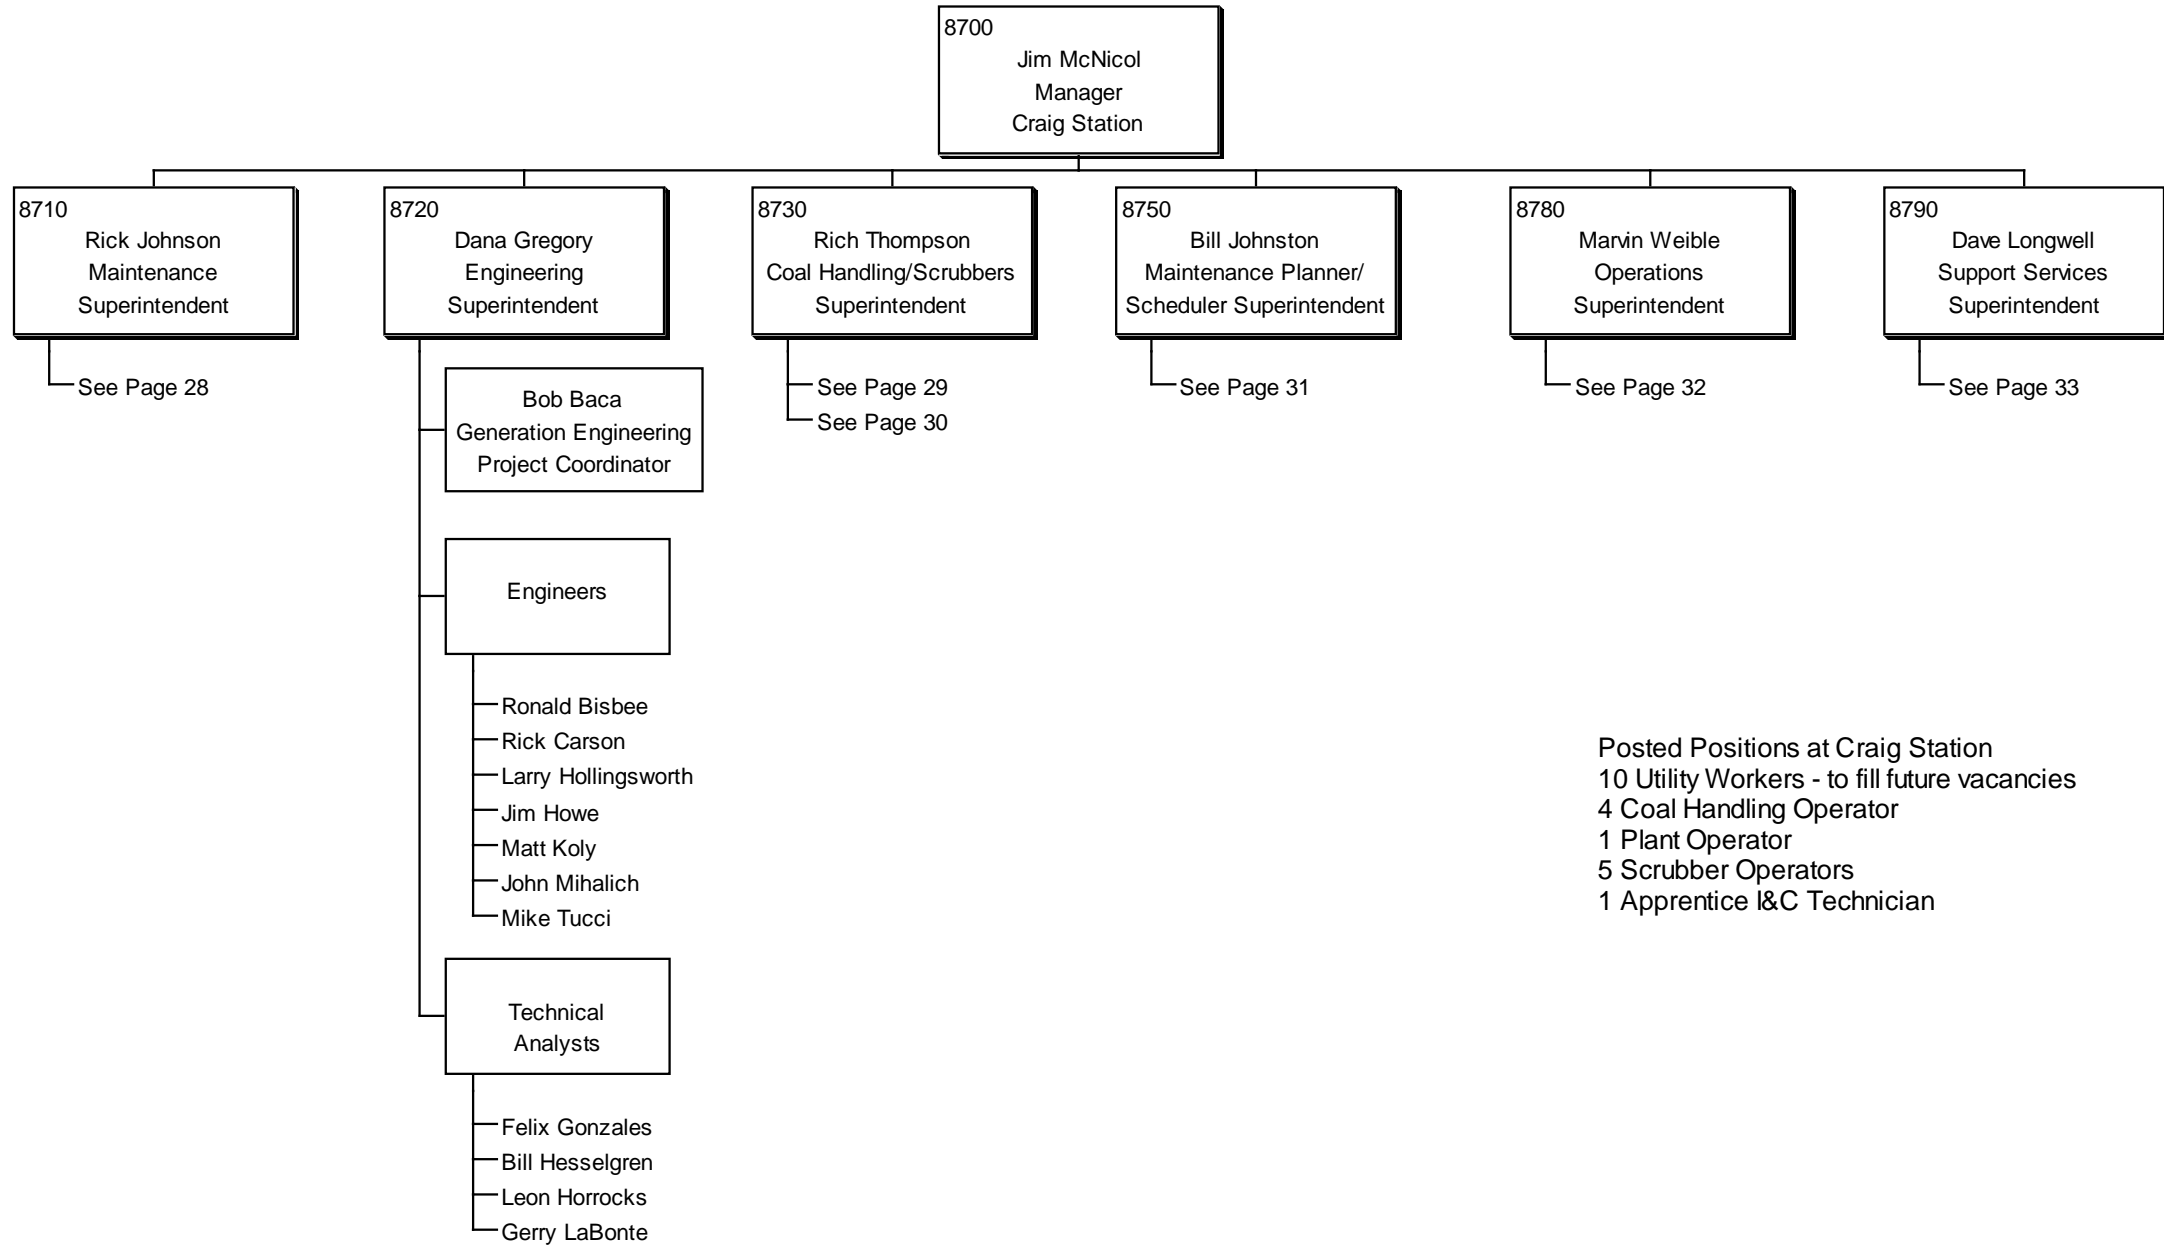 8700
Jim McNicol
Manager
Craig Station
8710
Rick Johnson
Maintenance
Superintendent
See Page 28
8720
Dana Gregory
Engineering
Superintendent
Bob Baca
Generation Engineering
Project Coordinator
Engineers
Ronald Bisbee
Rick Carson
Larry Hollingsworth
Jim Howe
Matt Koly
John Mihalich
Mike Tucci
Technical
Analysts
Felix Gonzales
Bill Hesselgren
Leon Horrocks
Gerry LaBonte
8730
Rich Thompson
Coal Handling/Scrubbers
Superintendent
See Page 29
See Page 30
8750
Bill Johnston
Maintenance Planner/
Scheduler Superintendent
See Page 31
8780
Marvin Weible
Operations
Superintendent
See Page 32
8790
Dave Longwell
Support Services
Superintendent
See Page 33
Posted Positions at Craig Station
10 Utility Workers - to fill future vacancies
4 Coal Handling Operator
1 Plant Operator
5 Scrubber Operators
1 Apprentice I&C Technician